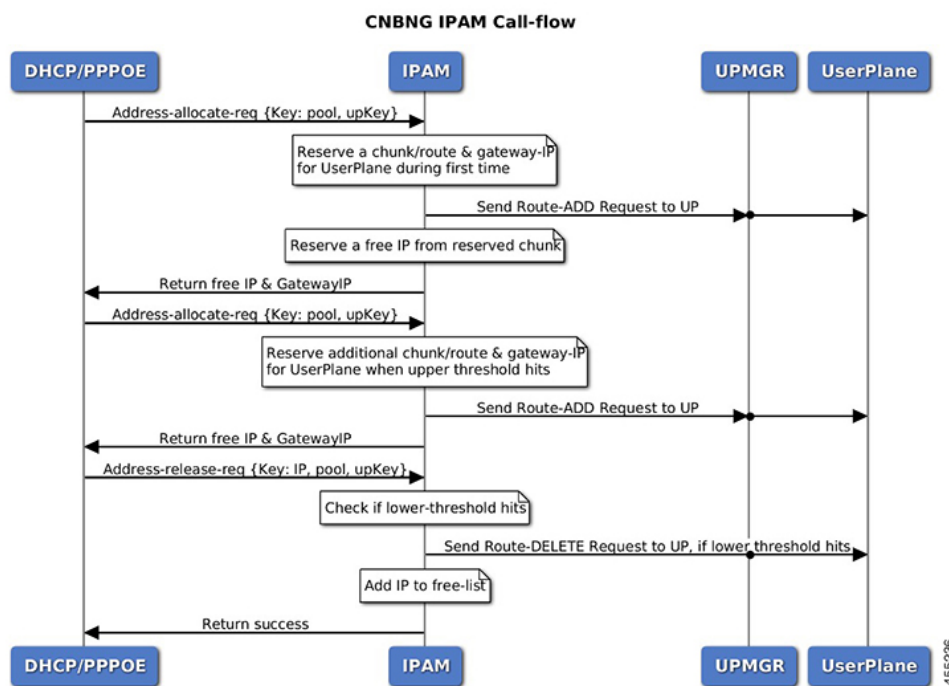 CNBNG IPAM Call-flow
DHCP/PPPOE
IPAM
UPMGR
UserPlane
Address-allocate-req {Key: pool, upKey}
Reserve a chunk/route & gateway-IP
for UserPlane during first time
Send Route-ADD Request to UP
Reserve a free IP from reserved chunk
Return free IP & GatewayIP
Address-allocate-req {Key: pool, upKey}
Reserve additional chunk/route & gateway-IP
for UserPlane when upper threshold hits
Send Route-ADD Request to UP
Return free IP & GatewayIP
Address-release-req {Key: IP, pool, upKey}
Check if lower-threshold hits
Send Route-DELETE Request to UP, if lower threshold hits
Add IP to free-list
Return success
DHCP/PPPOE
IPAM
UPMGR
UserPlane